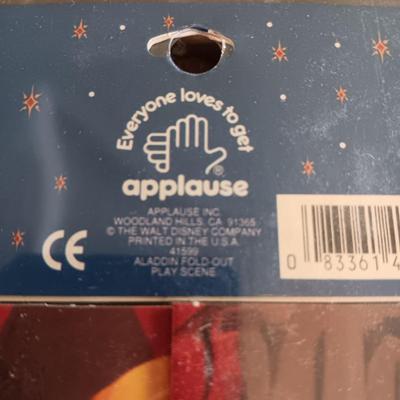 Everyone loves to get
applause
®
APPLAUSE INC.
WOODLAND HILLS, CA 91365
© THE WALT DISNEY COMPANY
PRINTED IN THE U.S.A.
41599
ALADDIN FOLD-OUT
PLAY SCENE
CE
0 83361 4